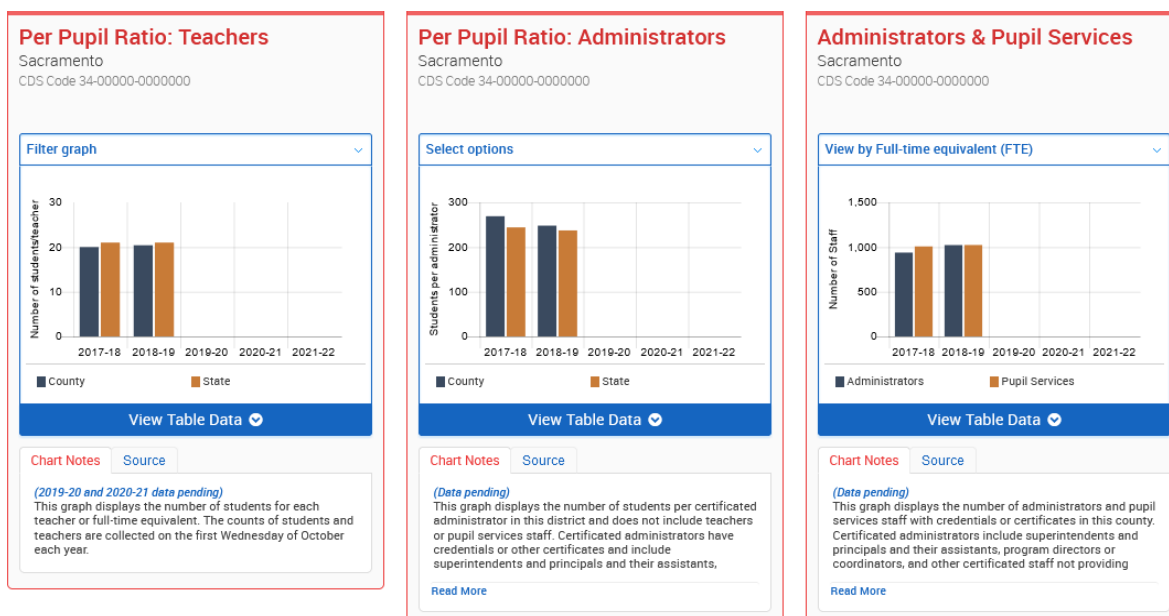 Per Pupil Ratio: Teachers
Sacramento
CDS Code 34-00000-0000000
Filter graph
Number of students/teacher
30
20
10
0
2017-18 2018-19 2019-20 2020-21 2021-22
County State
View Table Data
Chart Notes Source
(2019-20 and 2020-21 data pending)
This graph displays the number of students for each
teacher or full-time equivalent. The counts of students and
teachers are collected on the first Wednesday of October
each year.
Per Pupil Ratio: Administrators
Sacramento
CDS Code 34-00000-0000000
Select options
Students per administrator
300
200
100
0
2017-18 2018-19 2019-20 2020-21 2021-22
County State
View Table Data
Chart Notes Source
(Data pending)
This graph displays the number of students per certificated
administrator in this district and does not include teachers
or pupil services staff. Certificated administrators have
credentials or other certificates and include
superintendents and principals and their assistants,
Read More
Administrators & Pupil Services
Sacramento
CDS Code 34-00000-0000000
View by Full-time equivalent (FTE)
Number of Staff
1,500
1,000
500
0
2017-18 2018-19 2019-20 2020-21 2021-22
Administrators Pupil Services
View Table Data
Chart Notes Source
(Data pending)
This graph displays the number of administrators and pupil
services staff with credentials or certificates in this county.
Certificated administrators include superintendents and
principals and their assistants, program directors or
coordinators, and other certificated staff not providing
Read More